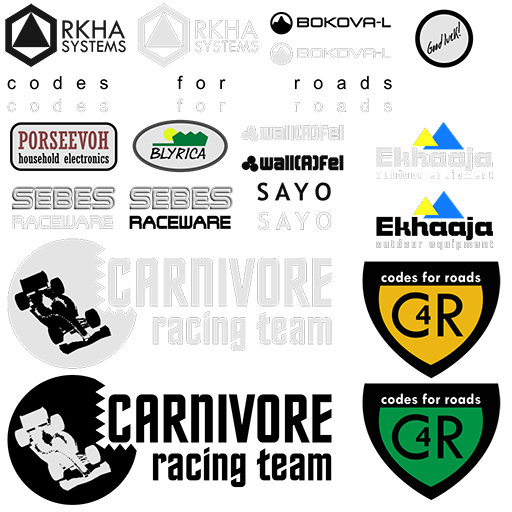 RKHA
SYSTEMS
RKHA
SYSTEMS
BOKOVA-L
BOKOVA-L
Good luck!
codes for roads
codes for roads
PORSEEVOH
household electronics
BLYRICA
wall(A)fel
wall(A)fel
Ekhaaja
outdoor equipment
SEBES
RACEWARE
SEBES
RACEWARE
SAYO
SAYO
Ekhaaja
outdoor equipment
CARNIVORE
racing team
codes for roads
C4R
CARNIVORE
racing team
codes for roads
C4R